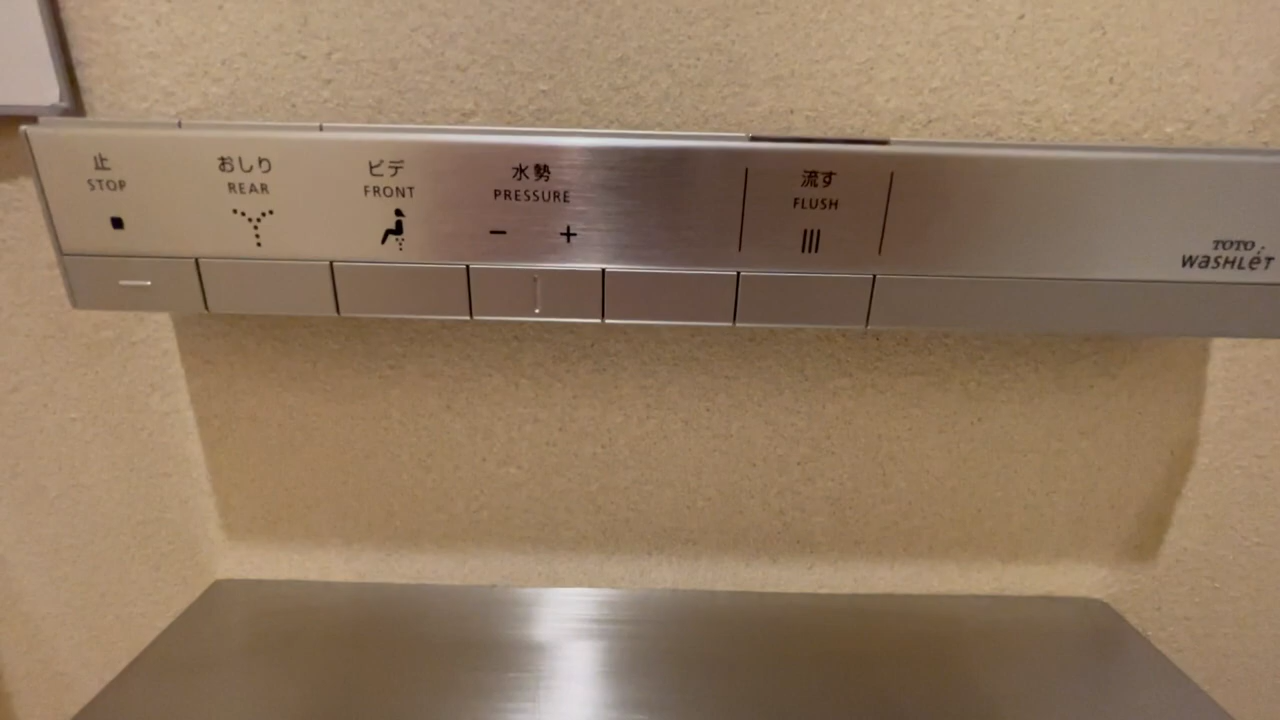 止
STOP
おしり
REAR
ビデ
FRONT
水勢
PRESSURE
− +
流す
FLUSH
TOTO
WASHLET